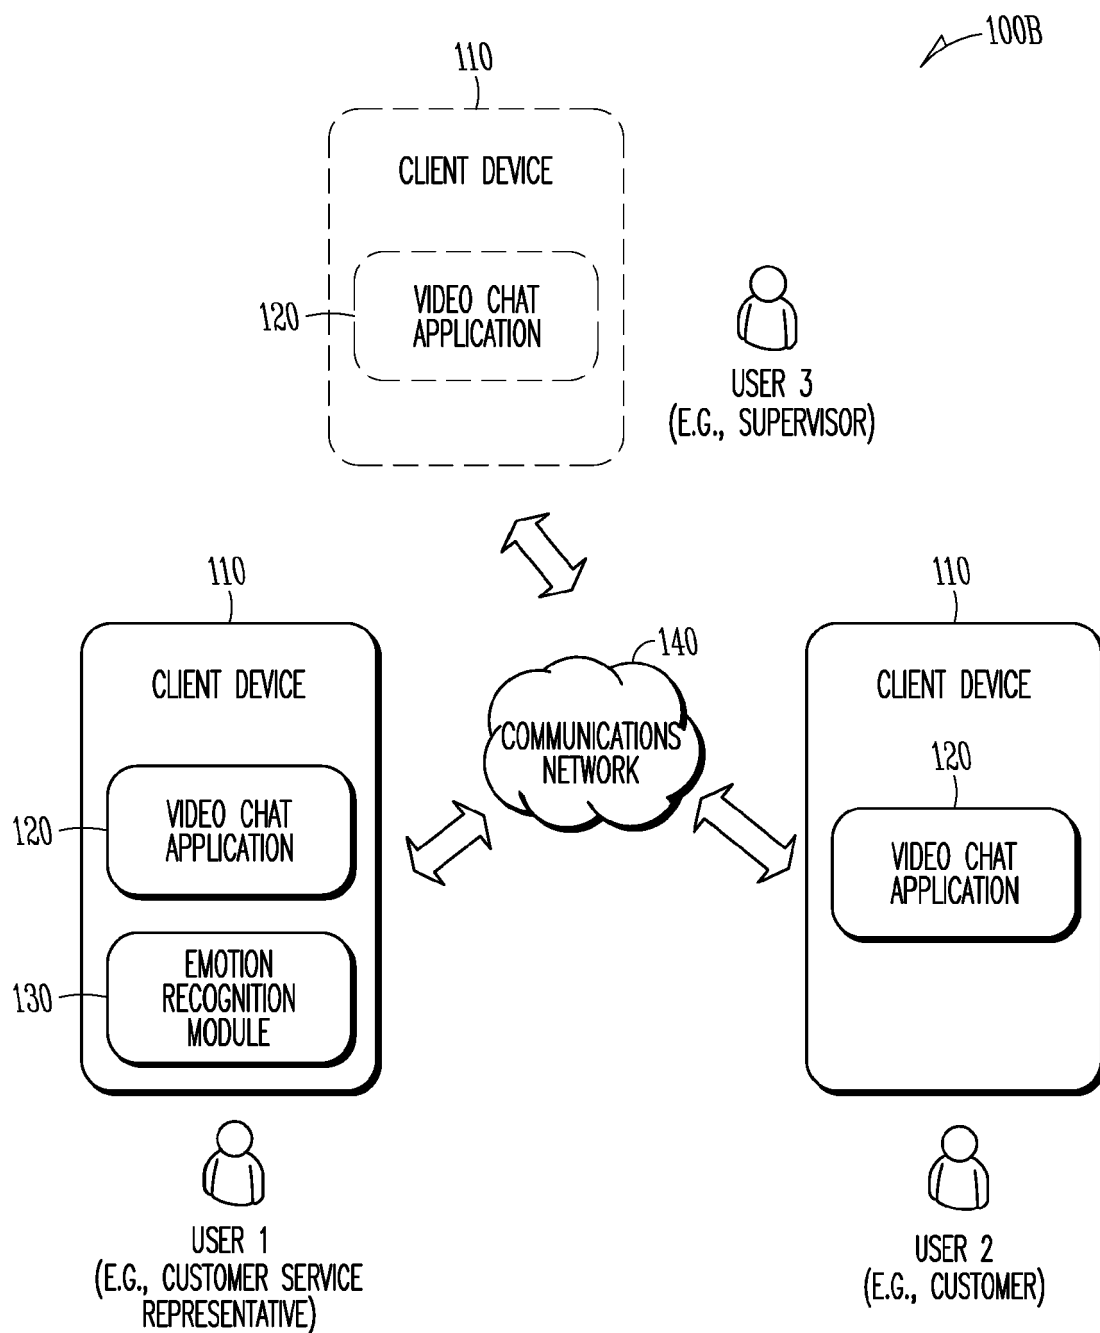 100B
110
CLIENT DEVICE
120
VIDEO CHAT
APPLICATION
USER 3
(E.G., SUPERVISOR)
110
CLIENT DEVICE
120
VIDEO CHAT
APPLICATION
130
EMOTION
RECOGNITION
MODULE
USER 1
(E.G., CUSTOMER SERVICE
REPRESENTATIVE)
140
COMMUNICATIONS
NETWORK
110
CLIENT DEVICE
120
VIDEO CHAT
APPLICATION
USER 2
(E.G., CUSTOMER)